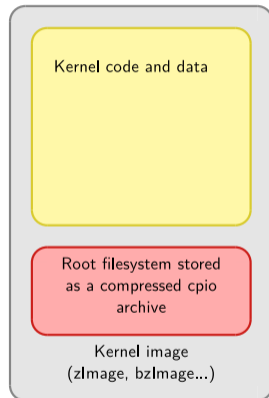 Kernel code and data
Root filesystem stored
as a compressed cpio
archive
Kernel image
(zImage, bzImage...)